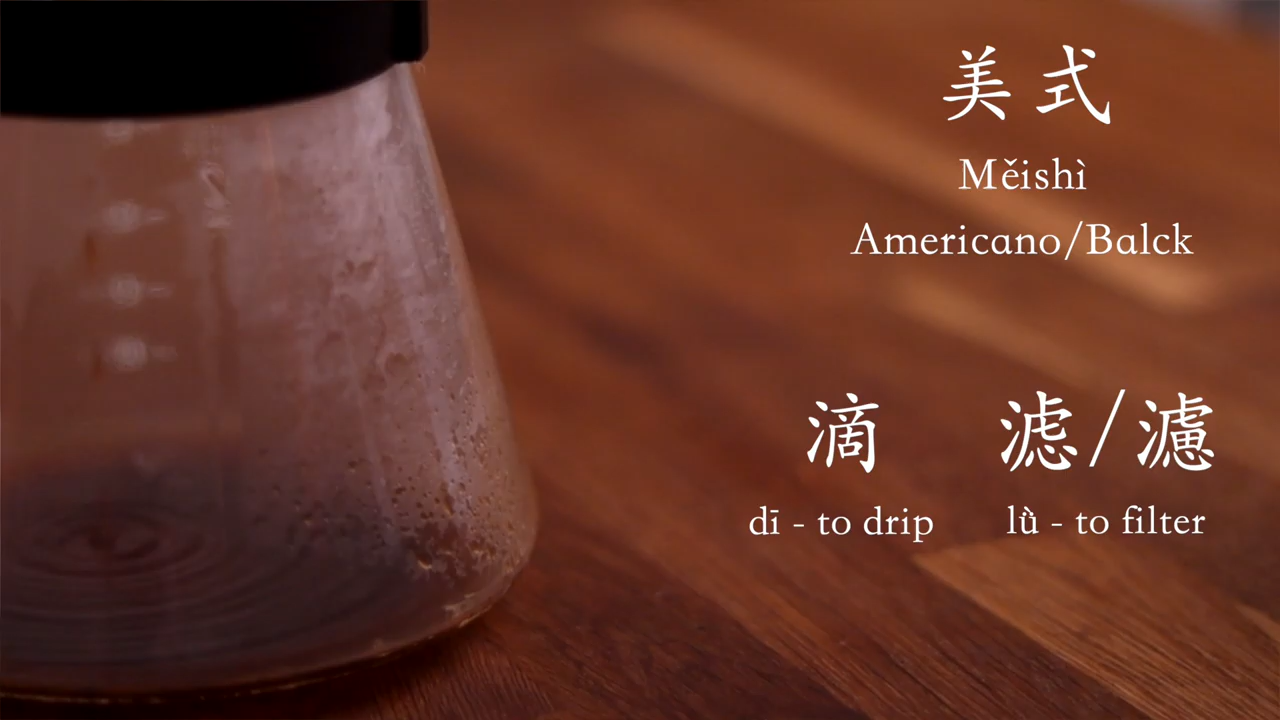 美式
Měishì
Americano/Balck
滴 滤/濾
dī - to drip lǜ - to filter